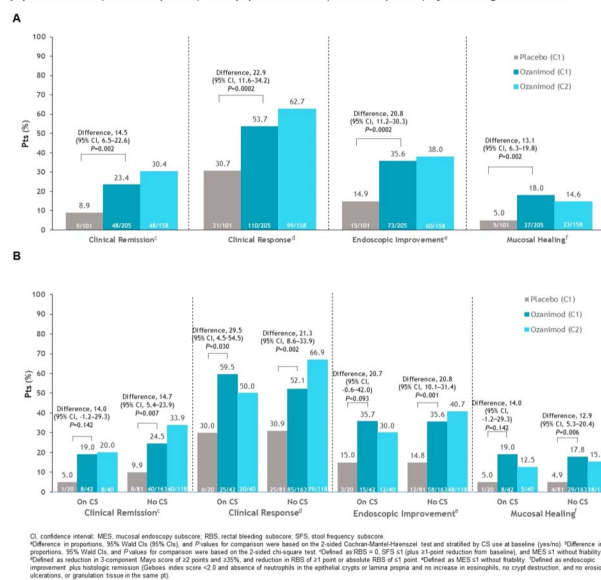 A
Placebo (C1)
Ozanimod (C1)
Ozanimod (C2)
Pts (%)
100
90
80
70
60
50
40
30
20
10
0
Difference, 14.5
(95% CI, 6.5–22.6)
P=0.002
8.9
23.4
30.4
9/101
48/205
48/158
Clinical Remissionc
Difference, 22.9
(95% CI, 11.6–34.2)
P=0.0002
30.7
53.7
62.7
31/101
110/205
99/158
Clinical Responsed
Difference, 20.8
(95% CI, 11.2–30.3)
P=0.0002
14.9
35.6
38.0
15/101
73/205
60/158
Endoscopic Improvemente
Difference, 13.1
(95% CI, 6.3–19.8)
P=0.002
5.0
18.0
14.6
5/101
37/205
23/158
Mucosal Healingf
B
Placebo (C1)
Ozanimod (C1)
Ozanimod (C2)
Pts (%)
100
90
80
70
60
50
40
30
20
10
0
Difference, 14.0
(95% CI, -1.2–29.3)
P=0.142
5.0
19.0
20.0
1/20
8/42
8/40
On CS
Difference, 14.7
(95% CI, 5.4–23.9)
P=0.007
9.9
24.5
33.9
8/81
40/163
40/118
No CS
Clinical Remissionc
Difference, 29.5
(95% CI, 4.5-54.5)
P=0.030
30.0
59.5
50.0
6/20
25/42
20/40
On CS
Difference, 21.3
(95% CI, 8.6–33.9)
P=0.002
30.9
52.1
66.9
25/81
85/163
79/118
No CS
Clinical Responsed
Difference, 20.7
(95% CI,
-0.6–42.0)
P=0.093
15.0
35.7
30.0
3/20
15/42
12/40
On CS
Difference, 20.8
(95% CI, 10.1–31.4)
P=0.001
14.8
35.6
40.7
12/81
58/163
48/118
No CS
Endoscopic Improvemente
Difference, 14.0
(95% CI,
-1.2–29.3)
P=0.142
5.0
19.0
12.5
1/20
8/42
5/40
On CS
Difference, 12.9
(95% CI, 5.3–20.4)
P=0.006
4.9
17.8
15.
4/81
29/163
18/1
No CS
Mucosal Healingf
CI, confidence interval; MES, mucosal endoscopy subscore; RBS, rectal bleeding subscore; SFS, stool frequency subscore.
aDifference in proportions, 95% Wald CIs (95% CIs), and P values for comparison were based on the 2-sided Cochran-Mantel-Haenszel test and stratified by CS use at baseline (yes/no). bDifference in
proportions, 95% Wald CIs, and P values for comparison were based on the 2-sided chi-square test. cDefined as RBS = 0, SFS ≤1 (plus ≥1-point reduction from baseline), and MES ≤1 without friability.
dDefined as reduction in 3-component Mayo score of ≥2 points and ≥35%, and reduction in RBS of ≥1 point or absolute RBS of ≤1 point. eDefined as MES ≤1 without friability. fDefined as endoscopic
improvement plus histologic remission (Geboes index score <2.0 and absence of neutrophils in the epithelial crypts or lamina propria and no increase in eosinophils, no crypt destruction, and no erosions,
ulcerations, or granulation tissue in the same pt).